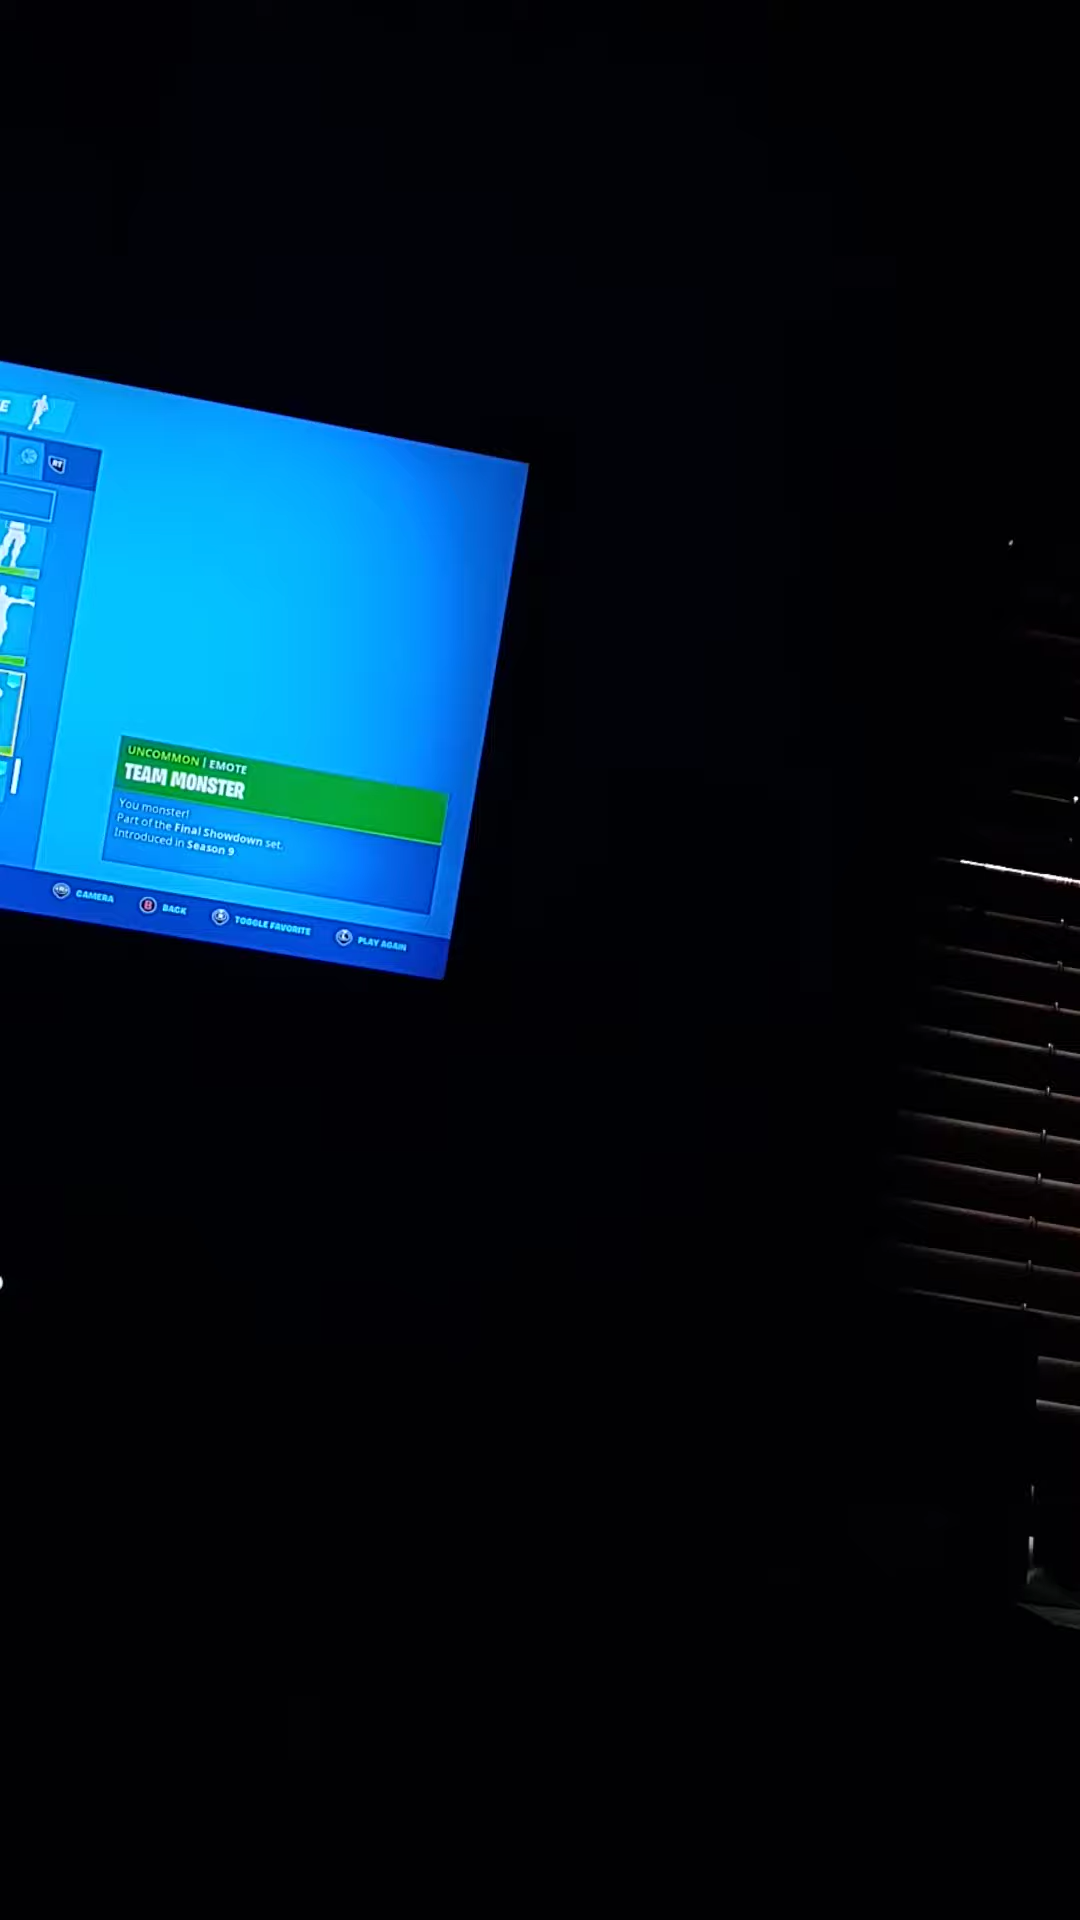 E
RT
UNCOMMON | EMOTE
TEAM MONSTER
You monster!
Part of the Final Showdown set.
Introduced in Season 9
CAMERA
B BACK
TOGGLE FAVORITE
PLAY AGAIN